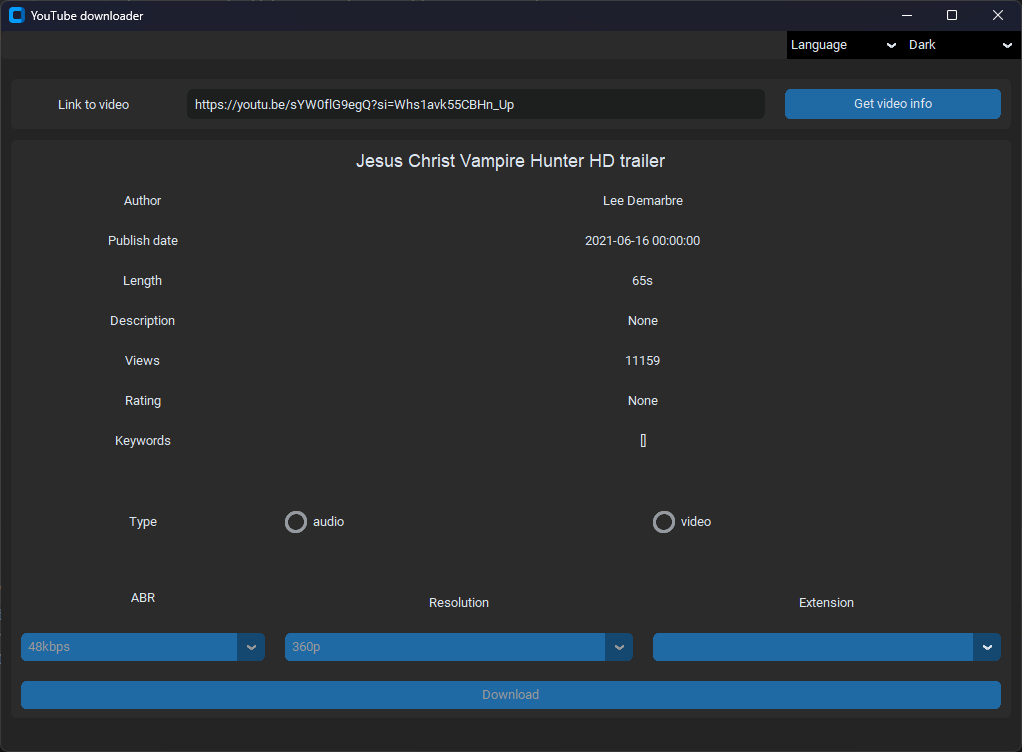 YouTube downloader
Language Dark
Link to video https://youtu.be/sYW0flG9egQ?si=Whs1avk55CBHn_Up Get video info
Jesus Christ Vampire Hunter HD trailer
Author Lee Demarbre
Publish date 2021-06-16 00:00:00
Length 65s
Description None
Views 11159
Rating None
Keywords []
Type audio video
ABR Resolution Extension
48kbps 360p
Download